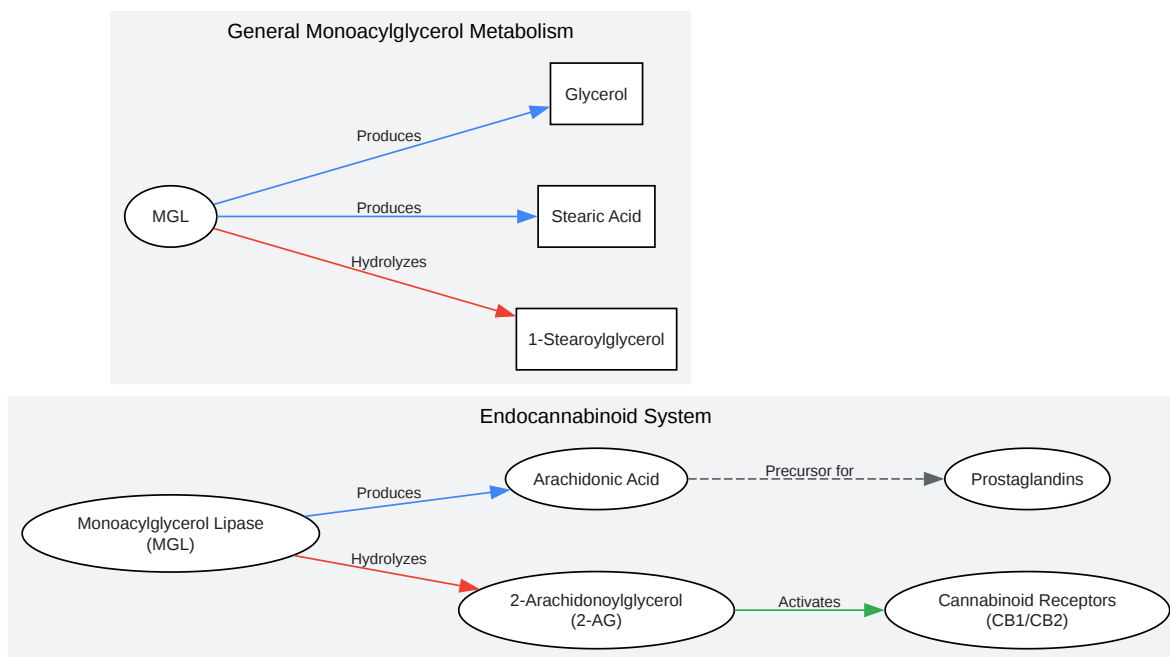 General Monoacylglycerol Metabolism
Glycerol
Produces
MGL
Produces
Stearic Acid
Hydrolyzes
1-Stearoylglycerol
Endocannabinoid System
Arachidonic Acid
Precursor for
Prostaglandins
Produces
Monoacylglycerol Lipase
(MGL)
Hydrolyzes
2-Arachidonoylglycerol
(2-AG)
Activates
Cannabinoid Receptors
(CB1/CB2)